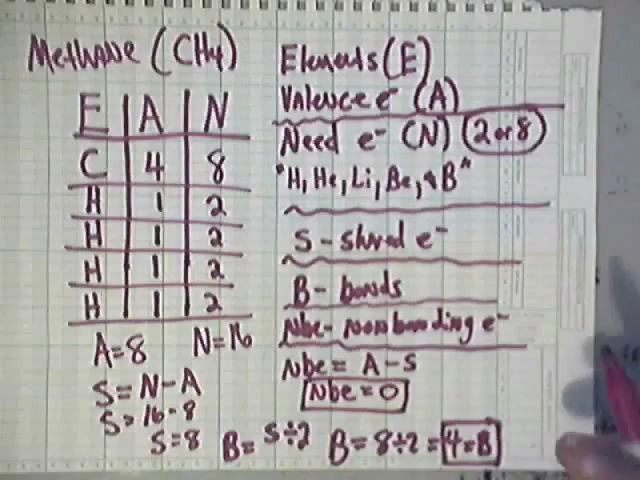 Methane (CH4)
E A N
C 4 8
H 1 2
H 1 2
H 1 2
H 1 2
A=8 N=16
S=N-A
S=16-8
S=8
Elements (E)
Valence e⁻ (A)
Need e⁻ (N) (2 or 8)
"H, He, Li, Be, & B"
S - shared e⁻
B - bonds
Nbe - nonbonding e⁻
Nbe = A - S
Nbe = 0
B = S÷2 B = 8÷2 = 4=B